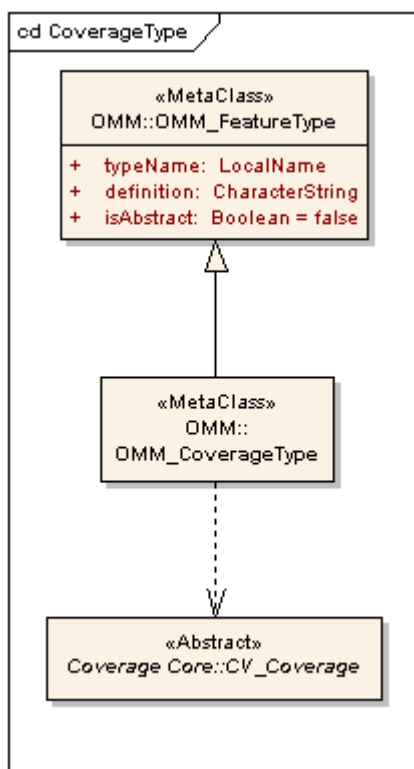 cd CoverageType
«MetaClass»
OMM::OMM_FeatureType
+ typeName: LocalName
+ definition: CharacterString
+ isAbstract: Boolean = false
«MetaClass»
OMM::
OMM_CoverageType
«Abstract»
Coverage Core::CV_Coverage